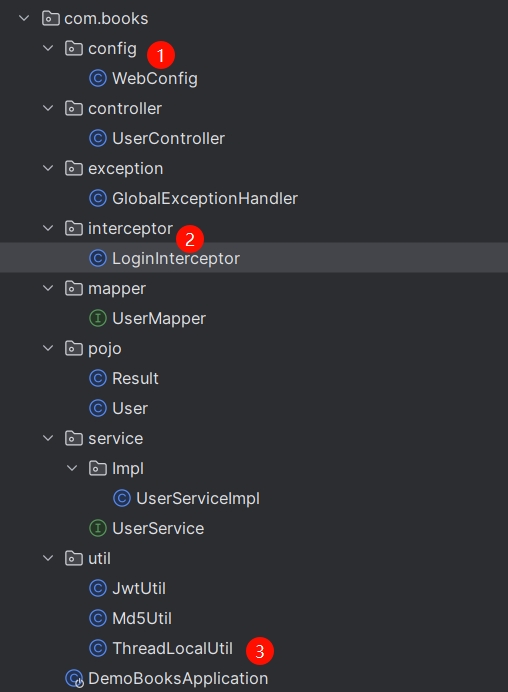 com.books
config 1
WebConfig
controller
UserController
exception
GlobalExceptionHandler
interceptor 2
LoginInterceptor
mapper
UserMapper
pojo
Result
User
service
Impl
UserServiceImpl
UserService
util
JwtUtil
Md5Util
ThreadLocalUtil 3
DemoBooksApplication